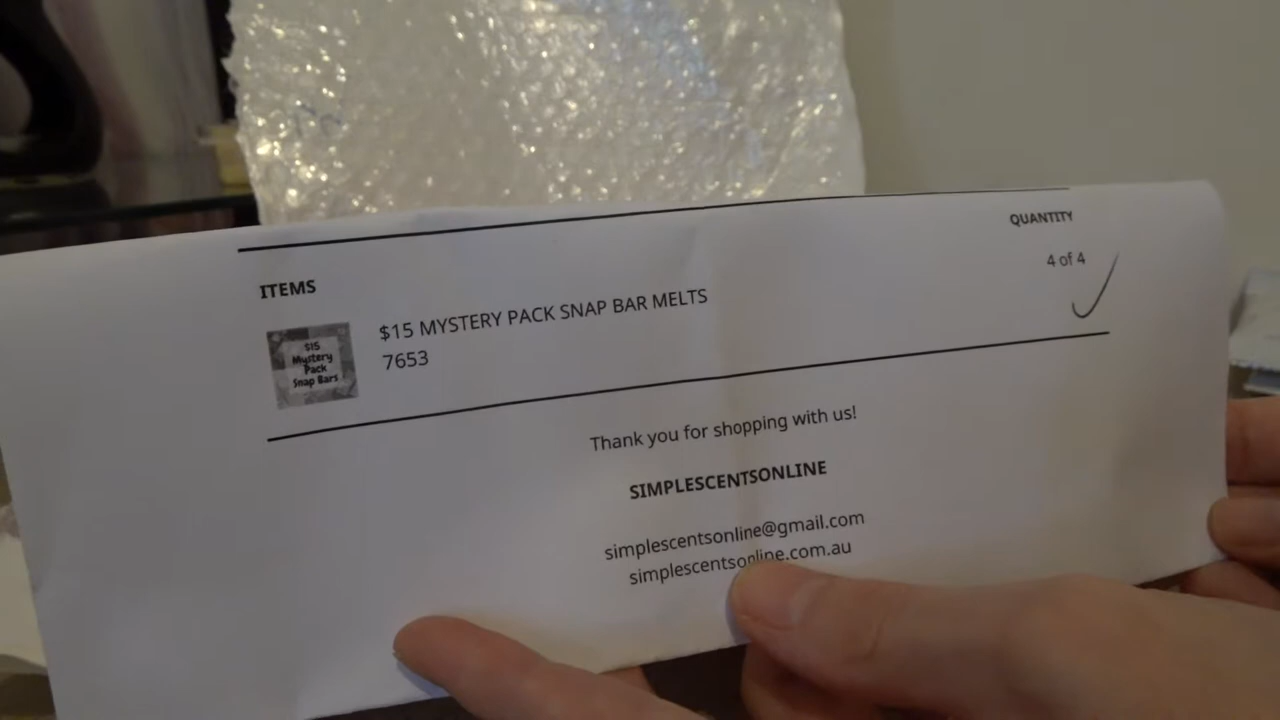 QUANTITY
ITEMS
4 of 4
$15 MYSTERY PACK SNAP BAR MELTS
7653
$15
Mystery
Pack
Snap Bars
Thank you for shopping with us!
SIMPLESCENTSONLINE
simplescentsonline@gmail.com
simplescentsonline.com.au